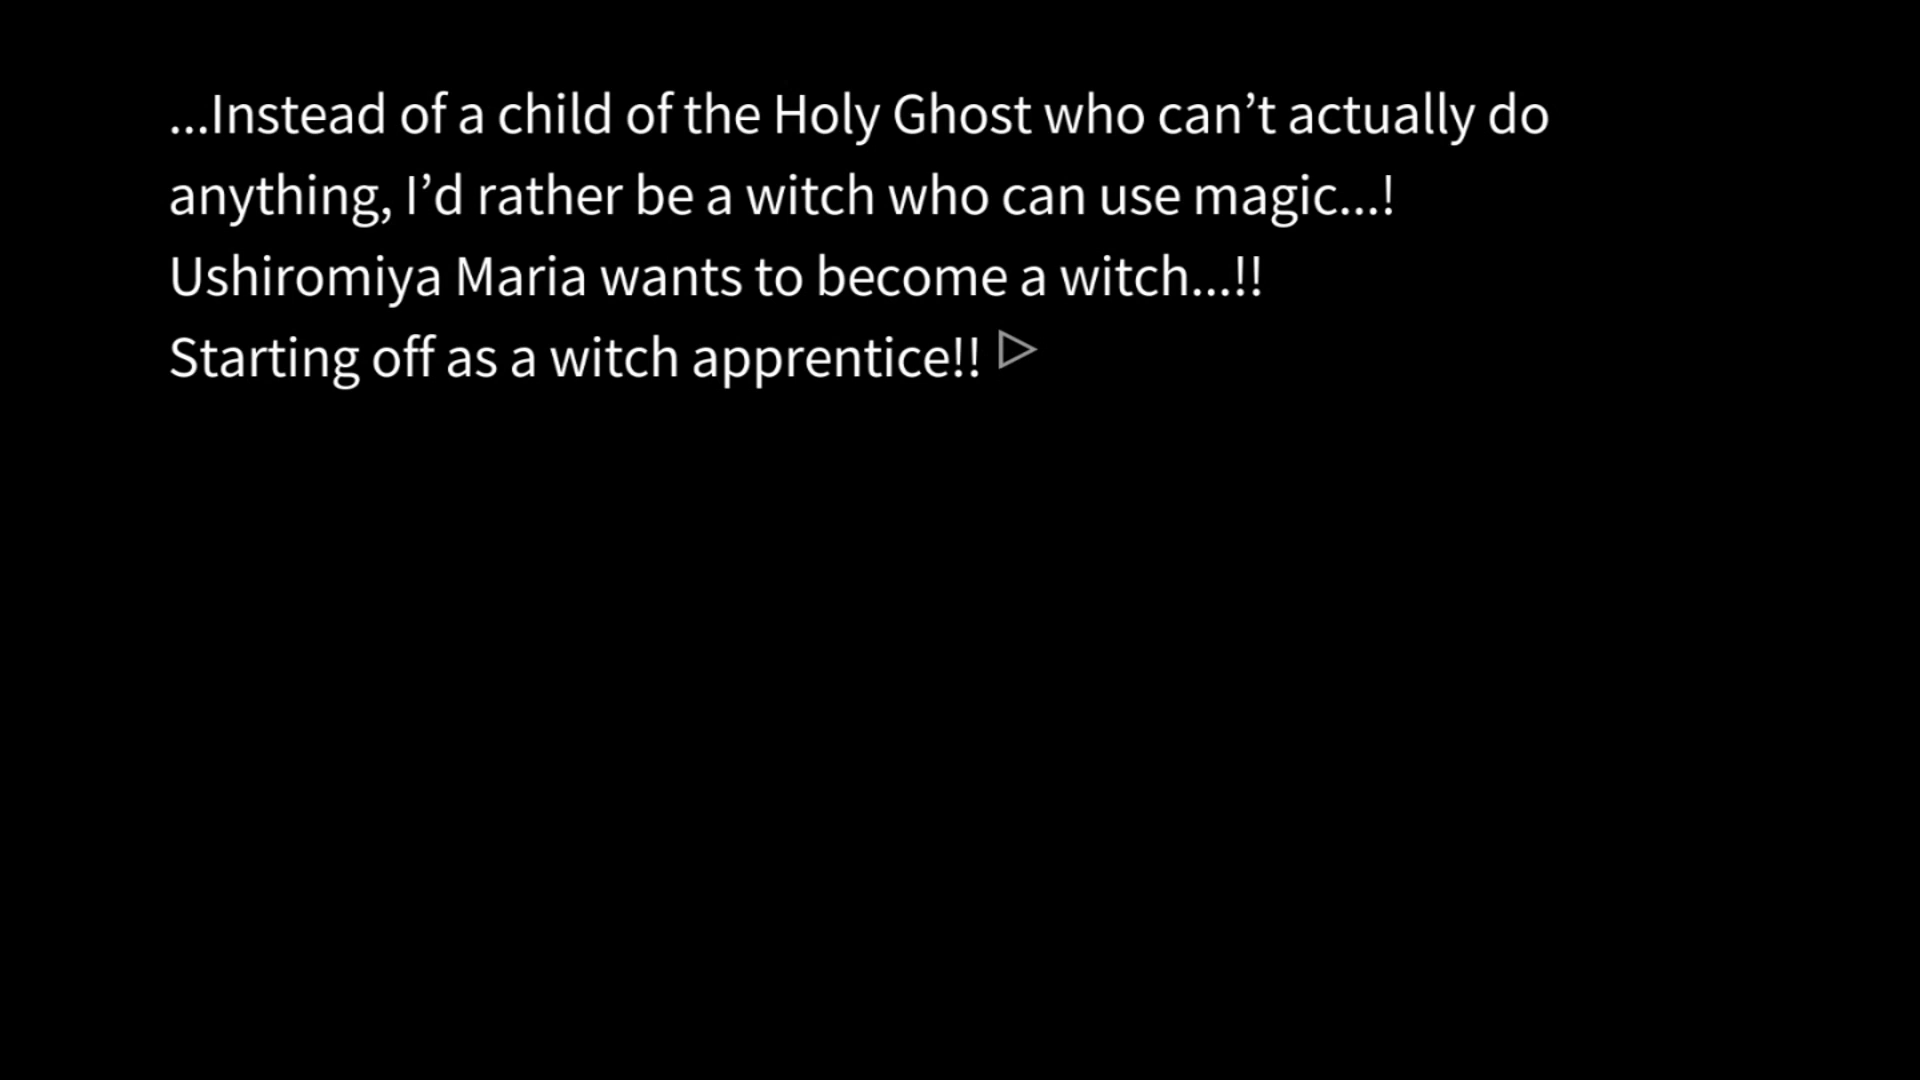 ...Instead of a child of the Holy Ghost who can’t actually do
anything, I’d rather be a witch who can use magic...!
Ushiromiya Maria wants to become a witch...!!
Starting off as a witch apprentice!!